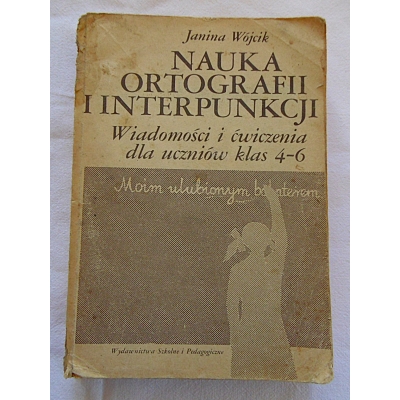 Janina Wójcik
NAUKA
ORTOGRAFII
I INTERPUNKCJI
Wiadomości i ćwiczenia
dla uczniów klas 4–6
Moim ulubionym bohaterem
Wydawnictwa Szkolne i Pedagogiczne